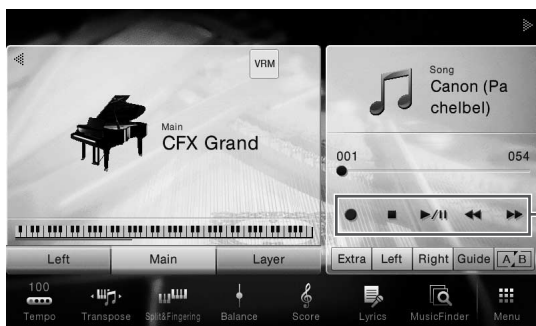 VRM
Main
CFX Grand
Song
Canon (Pa
chelbel)
001 054
Left Main Layer
Extra Left Right Guide A B
100
Tempo Transpose Split&Fingering Balance Score Lyrics MusicFinder Menu